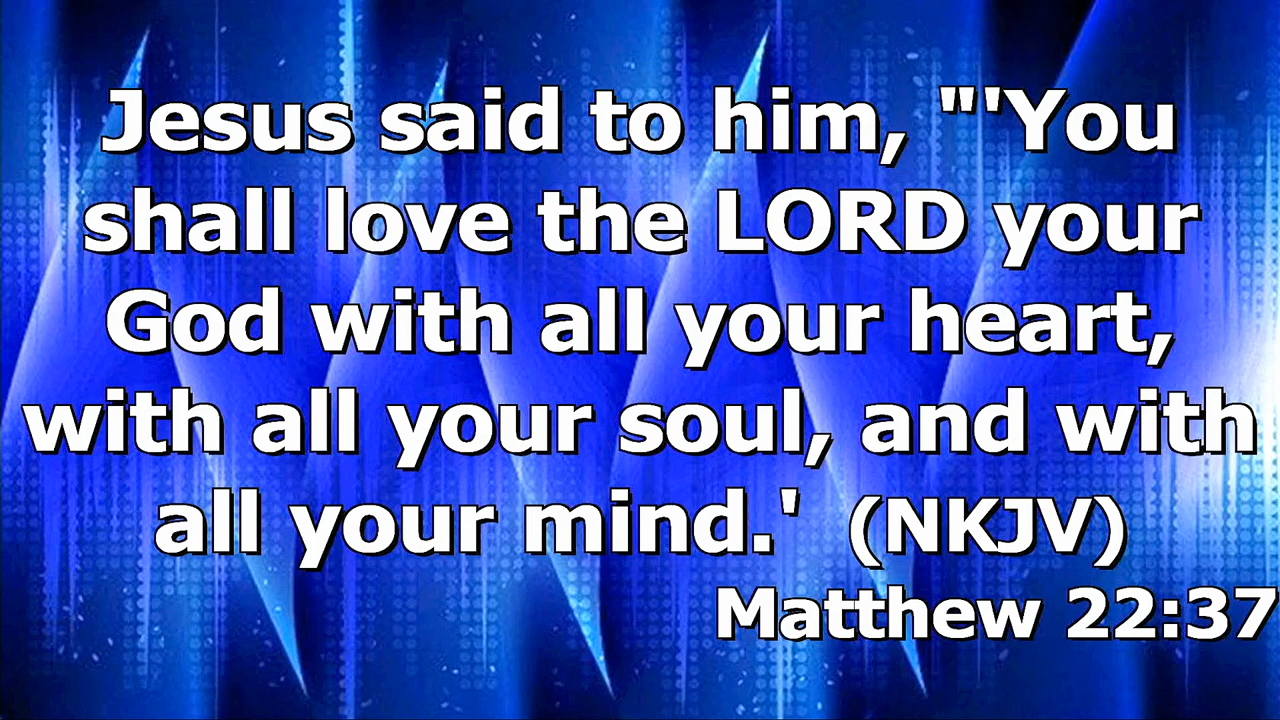 Jesus said to him, "'You
shall love the LORD your
God with all your heart,
with all your soul, and with
all your mind.' (NKJV)
Matthew 22:37